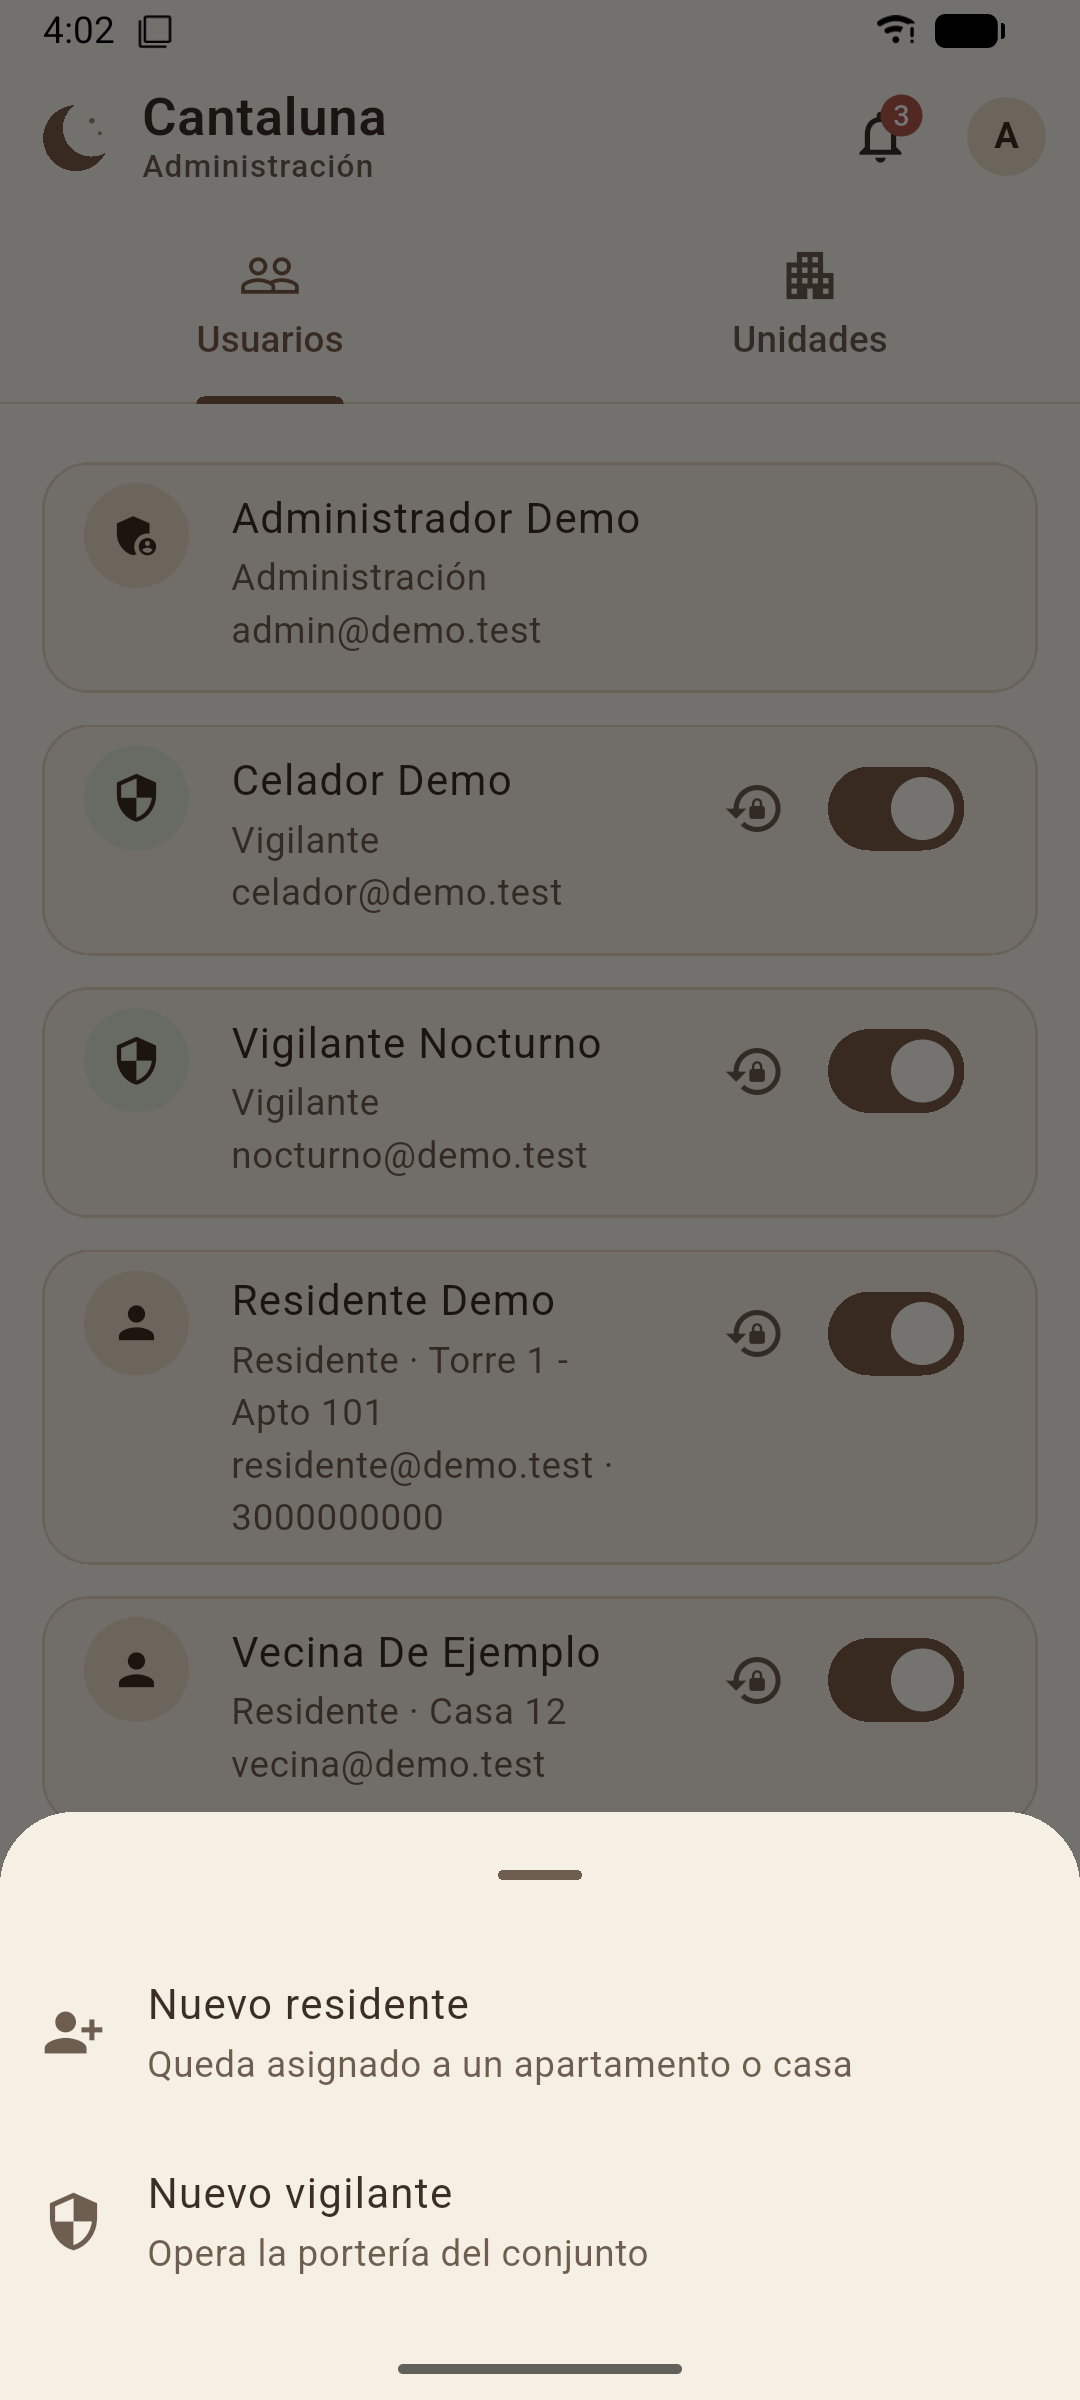 4:02
Cantaluna
Administración
3
A
Usuarios
Unidades
Administrador Demo
Administración
admin@demo.test
Celador Demo
Vigilante
celador@demo.test
Vigilante Nocturno
Vigilante
nocturno@demo.test
Residente Demo
Residente · Torre 1 -
Apto 101
residente@demo.test ·
3000000000
Vecina De Ejemplo
Residente · Casa 12
vecina@demo.test
Nuevo residente
Queda asignado a un apartamento o casa
Nuevo vigilante
Opera la portería del conjunto